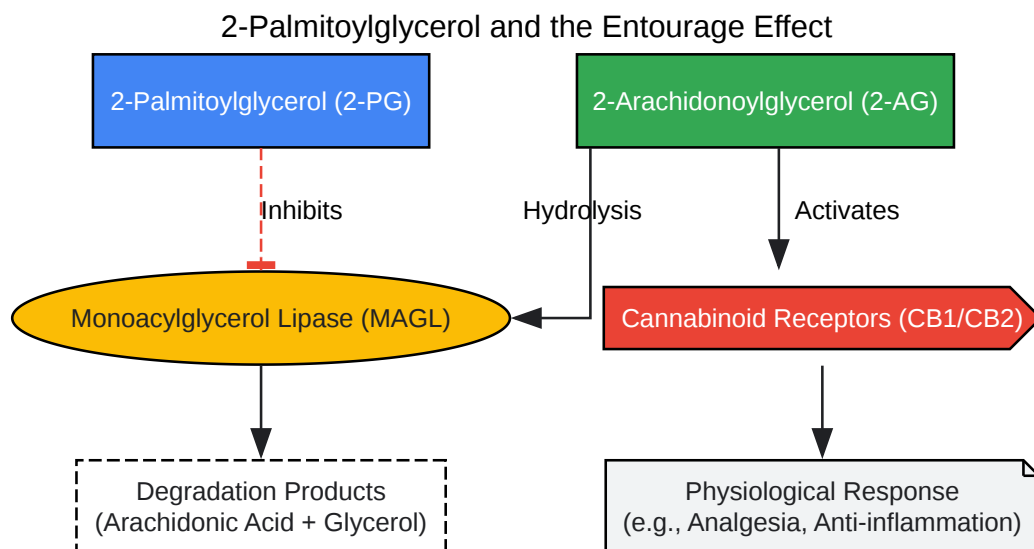 2-Palmitoylglycerol and the Entourage Effect
2-Palmitoylglycerol (2-PG)
2-Arachidonoylglycerol (2-AG)
Inhibits
Hydrolysis
Activates
Monoacylglycerol Lipase (MAGL)
Cannabinoid Receptors (CB1/CB2)
Degradation Products
(Arachidonic Acid + Glycerol)
Physiological Response
(e.g., Analgesia, Anti-inflammation)